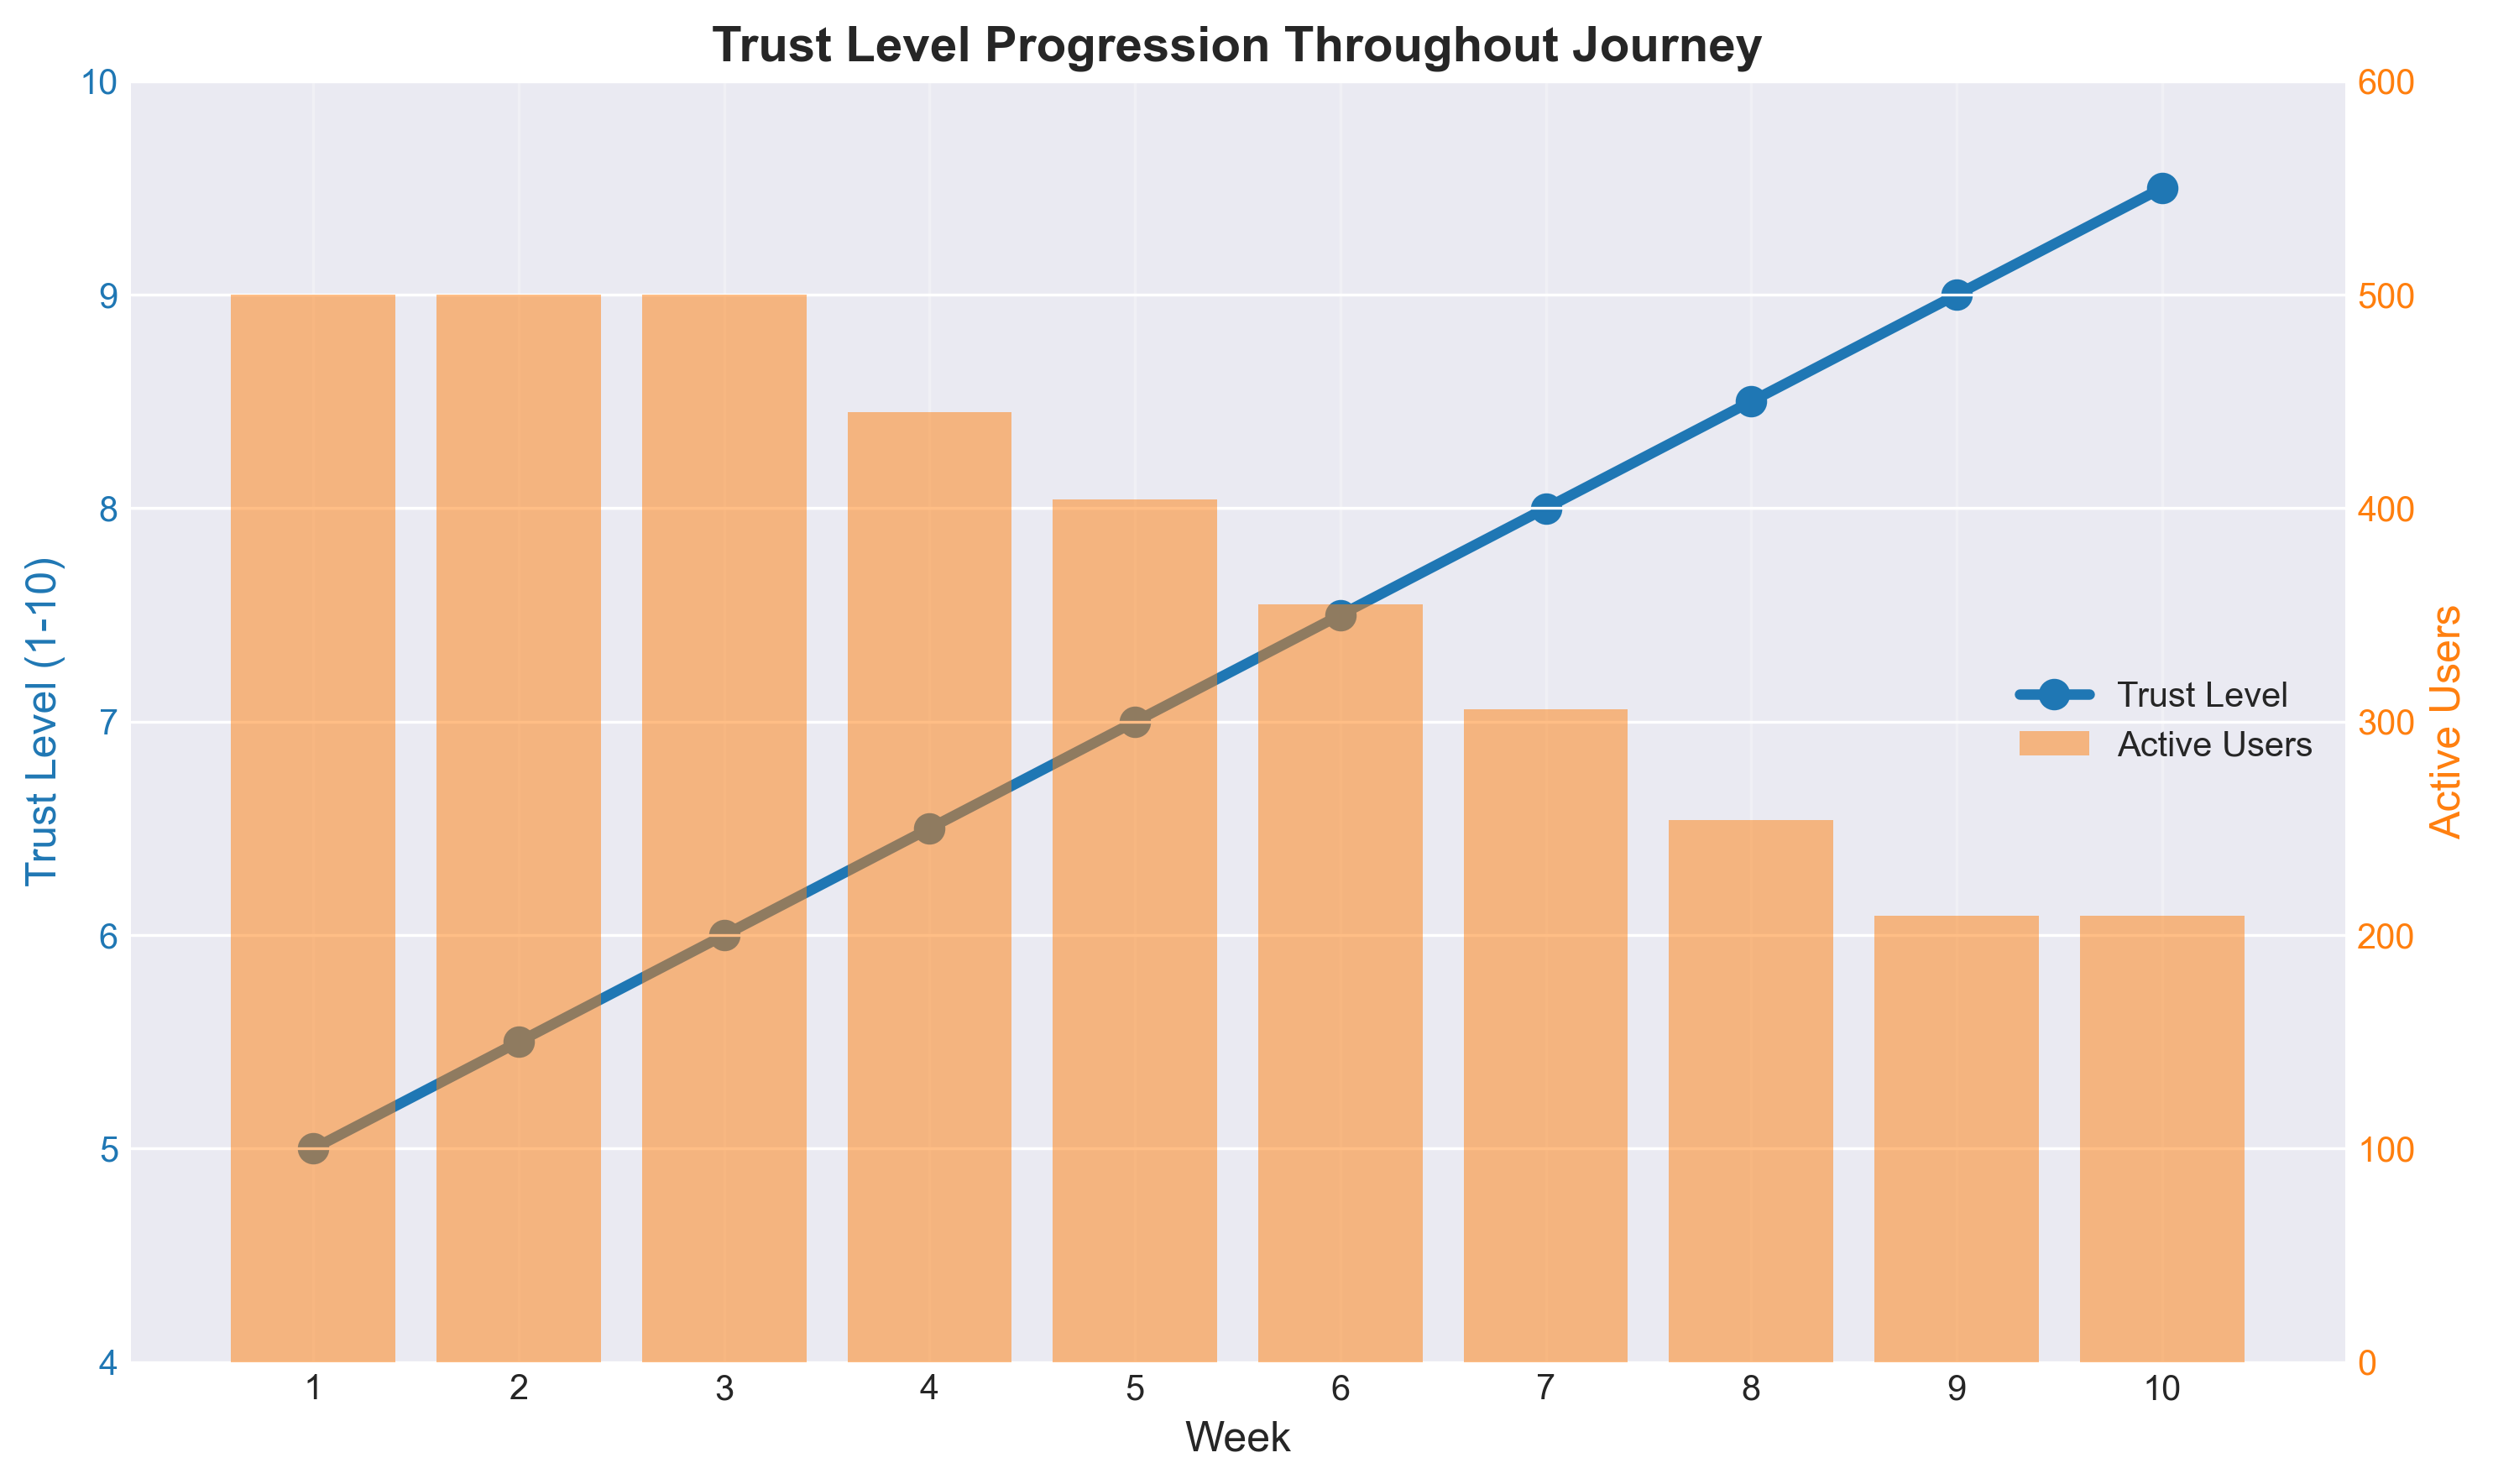 Trust Level Progression Throughout Journey
10
9
8
7
6
5
4
Trust Level (1-10)
600
500
400
300
200
100
0
Active Users
Trust Level
Active Users
1 2 3 4 5 6 7 8 9 10
Week